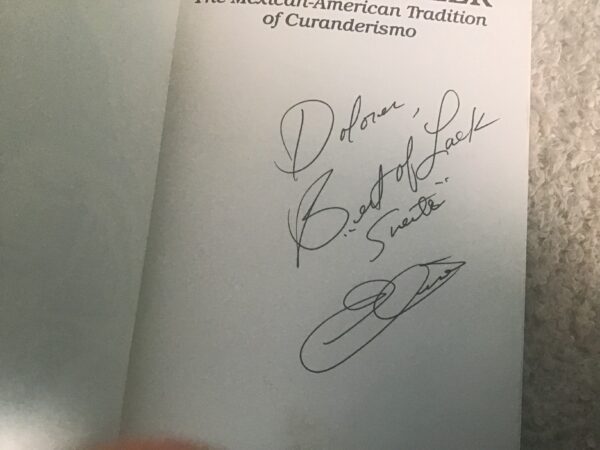 The Mexican-American Tradition
of Curanderismo
Dolores,
Best of Luck
"Suerte"